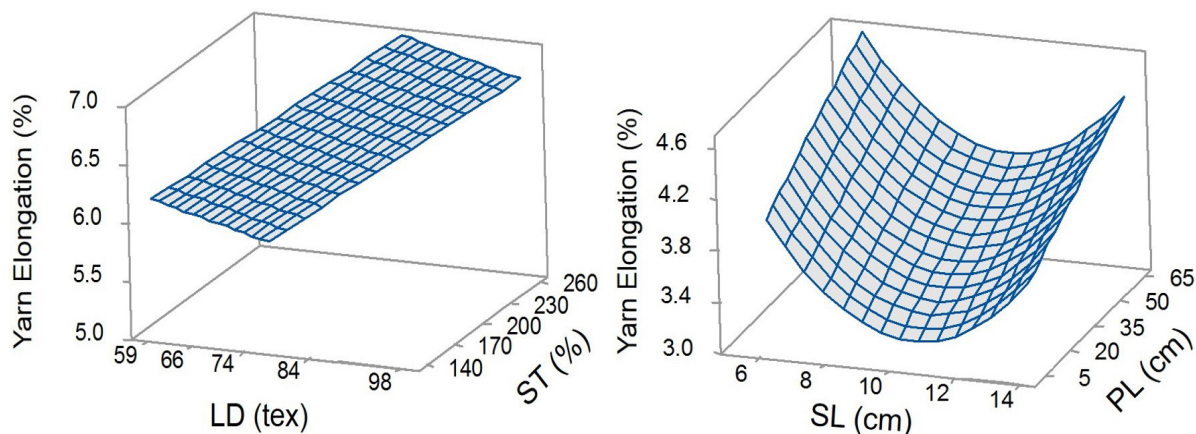 Yarn Elongation (%)
7.0
6.5
6.0
5.5
5.0
59 66 74 84 98
LD (tex)
140 170 200 230 260
ST (%)
Yarn Elongation (%)
4.6
4.2
3.8
3.4
3.0
6 8 10 12 14
SL (cm)
5 20 35 50 65
PL (cm)